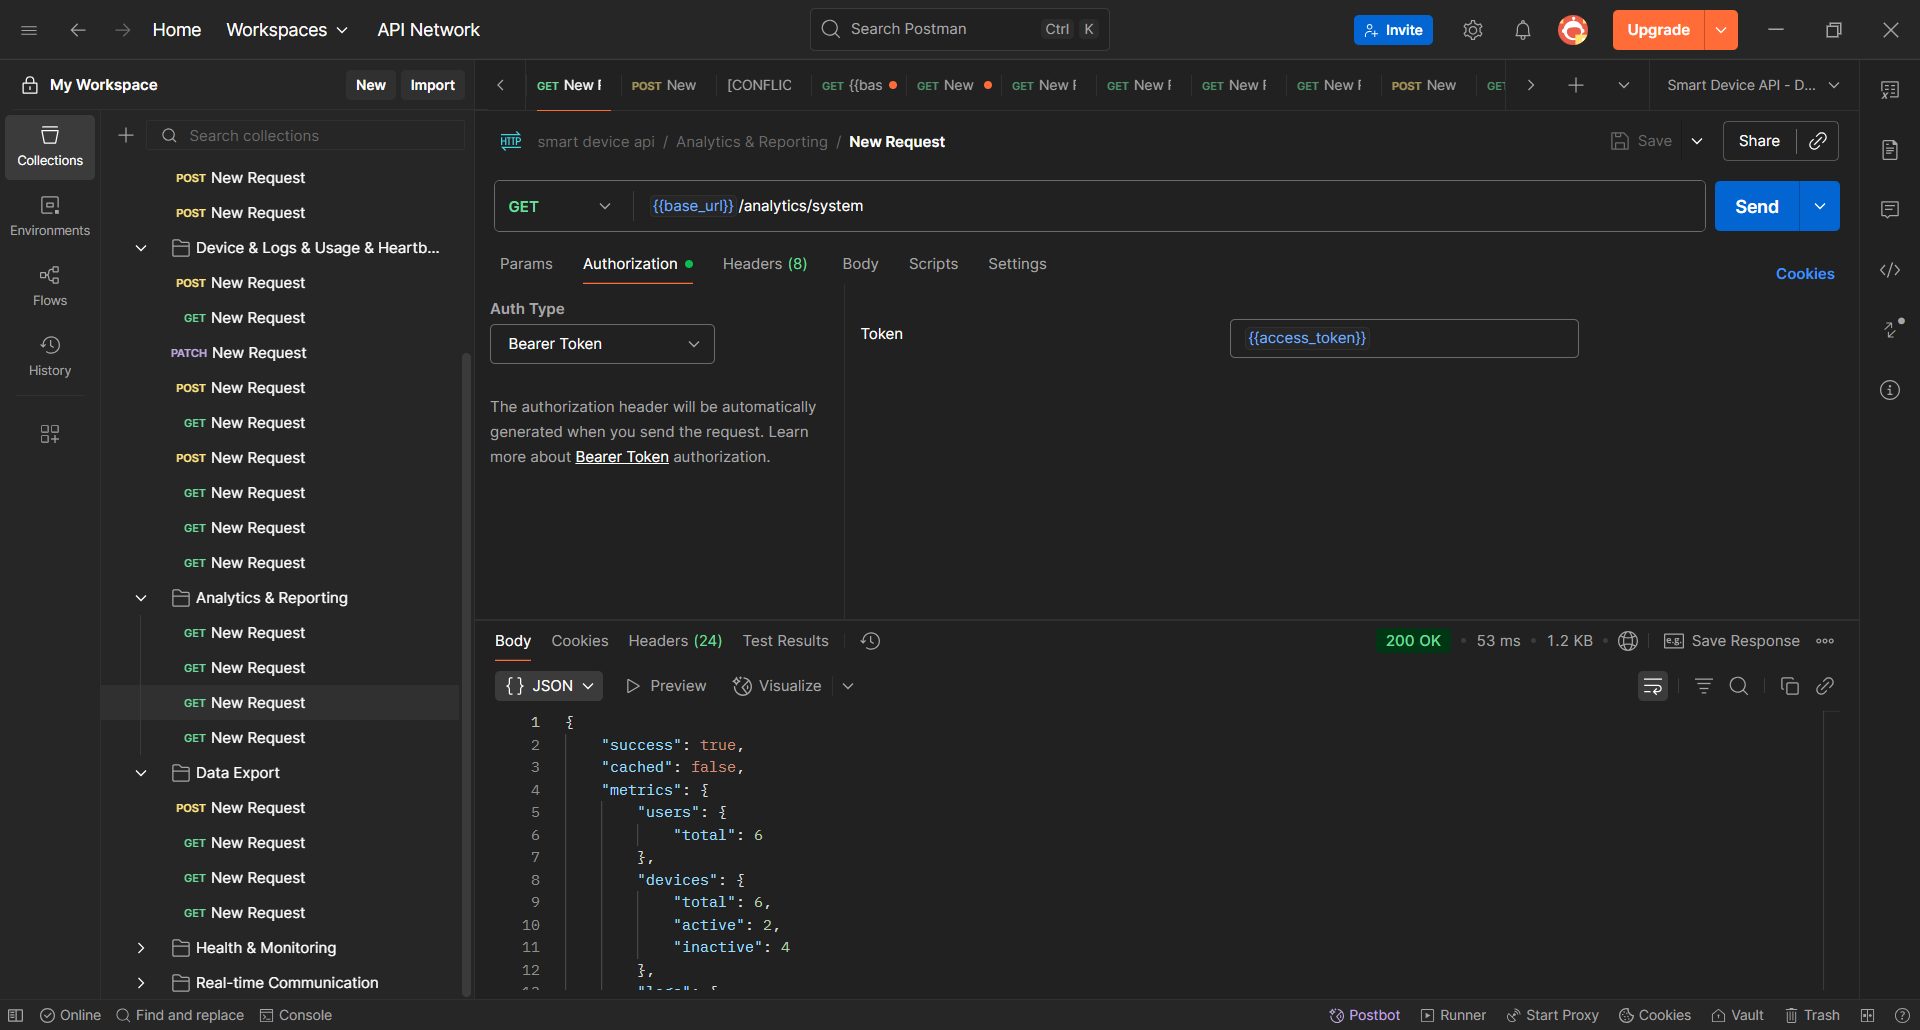 Home
Workspaces
API Network
Search Postman
Ctrl K
Invite
Upgrade
My Workspace
New
Import
GET New F
POST New
[CONFLIC
GET {{bas
GET New
GET New F
GET New F
GET New F
GET New F
POST New
GET
Smart Device API - D...
Collections
Environments
Flows
History
Search collections
POST New Request
POST New Request
Device & Logs & Usage & Heartb...
POST New Request
GET New Request
PATCH New Request
POST New Request
GET New Request
POST New Request
GET New Request
GET New Request
GET New Request
Analytics & Reporting
GET New Request
GET New Request
GET New Request
GET New Request
Data Export
POST New Request
GET New Request
GET New Request
GET New Request
Health & Monitoring
Real-time Communication
HTTP smart device api / Analytics & Reporting / New Request
Save
Share
GET
{{base_url}} /analytics/system
Send
Params
Authorization
Headers (8)
Body
Scripts
Settings
Cookies
Auth Type
Bearer Token
The authorization header will be automatically
generated when you send the request. Learn
more about Bearer Token authorization.
Token
{{access_token}}
Body
Cookies
Headers (24)
Test Results
200 OK
53 ms
1.2 KB
e.g. Save Response
{} JSON
Preview
Visualize
1 {
2 "success": true,
3 "cached": false,
4 "metrics": {
5 "users": {
6 "total": 6
7 },
8 "devices": {
9 "total": 6,
10 "active": 2,
11 "inactive": 4
12 },
Online
Find and replace
Console
Postbot
Runner
Start Proxy
Cookies
Vault
Trash